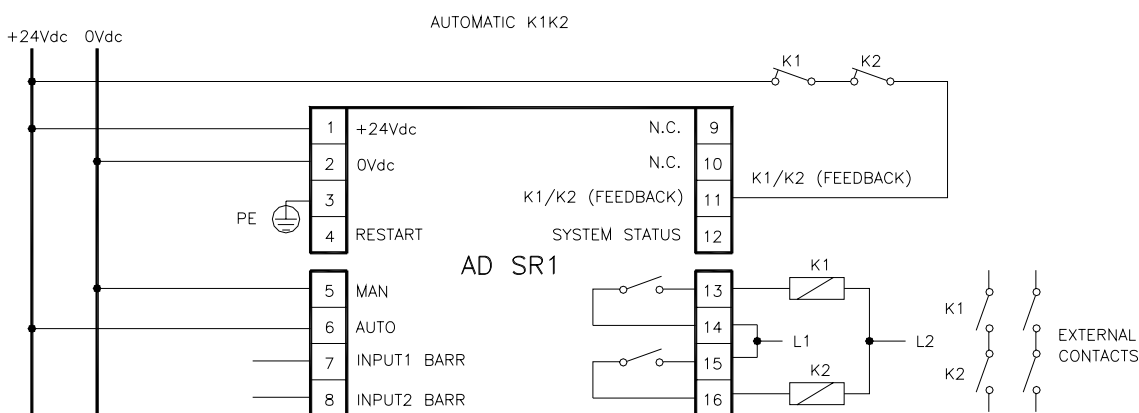 AUTOMATIC K1K2
+24Vdc 0Vdc
K1 K2
1 +24Vdc N.C. 9
2 0Vdc N.C. 10
K1/K2 (FEEDBACK)
3 K1/K2 (FEEDBACK) 11
PE
4 RESTART SYSTEM STATUS 12
AD SR1
K1
5 MAN 13
K1
6 AUTO 14
L1 L2
EXTERNAL
CONTACTS
7 INPUT1 BARR 15
K2 K2
8 INPUT2 BARR 16